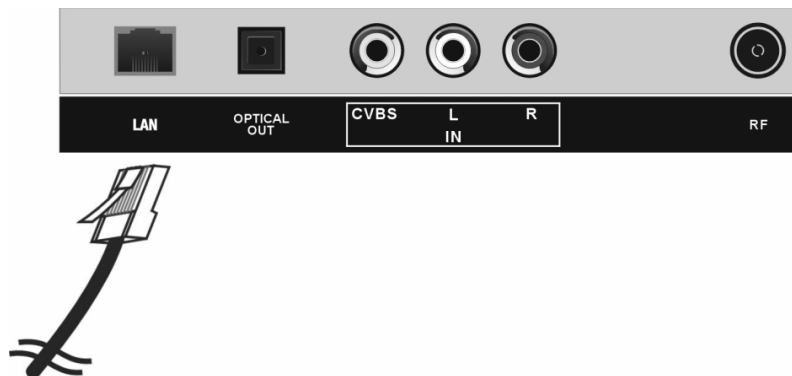 LAN
OPTICAL
OUT
CVBS L R
IN
RF